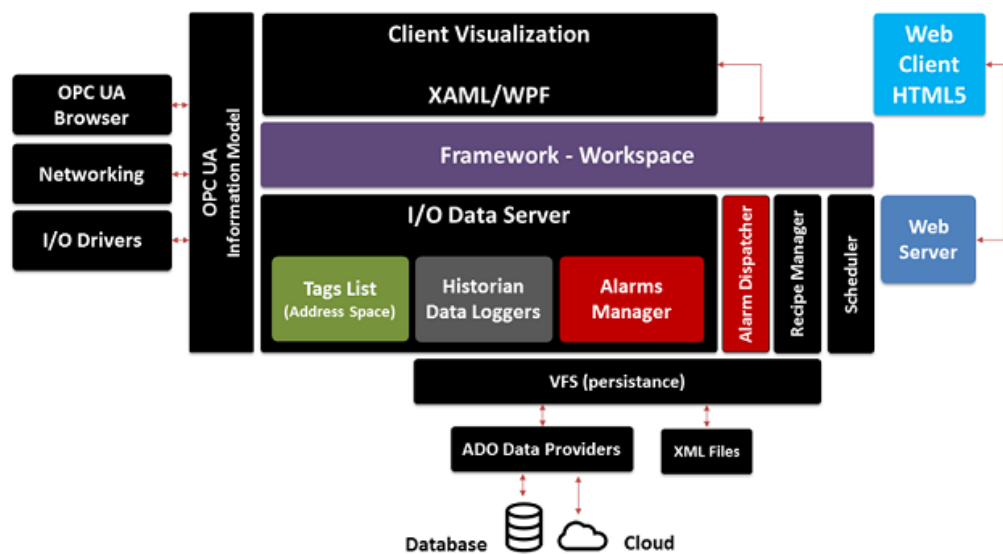 Client Visualization
XAML/WPF
Web
Client
HTML5
OPC UA
Browser
Networking
I/O Drivers
OPC UA
Information Model
Framework - Workspace
I/O Data Server
Tags List
(Address Space)
Historian
Data Loggers
Alarms
Manager
Alarm Dispatcher
Recipe Manager
Scheduler
Web
Server
VFS (persistance)
ADO Data Providers
XML Files
Database
Cloud